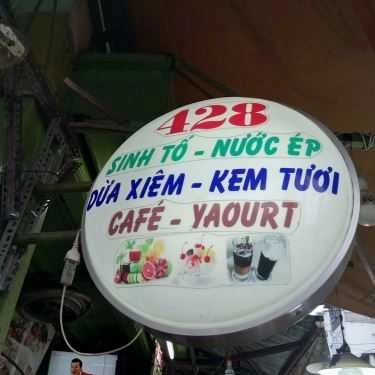 428
SINH TỐ - NƯỚC ÉP
DỪA XIÊM - KEM TƯƠI
CAFÉ - YAOURT